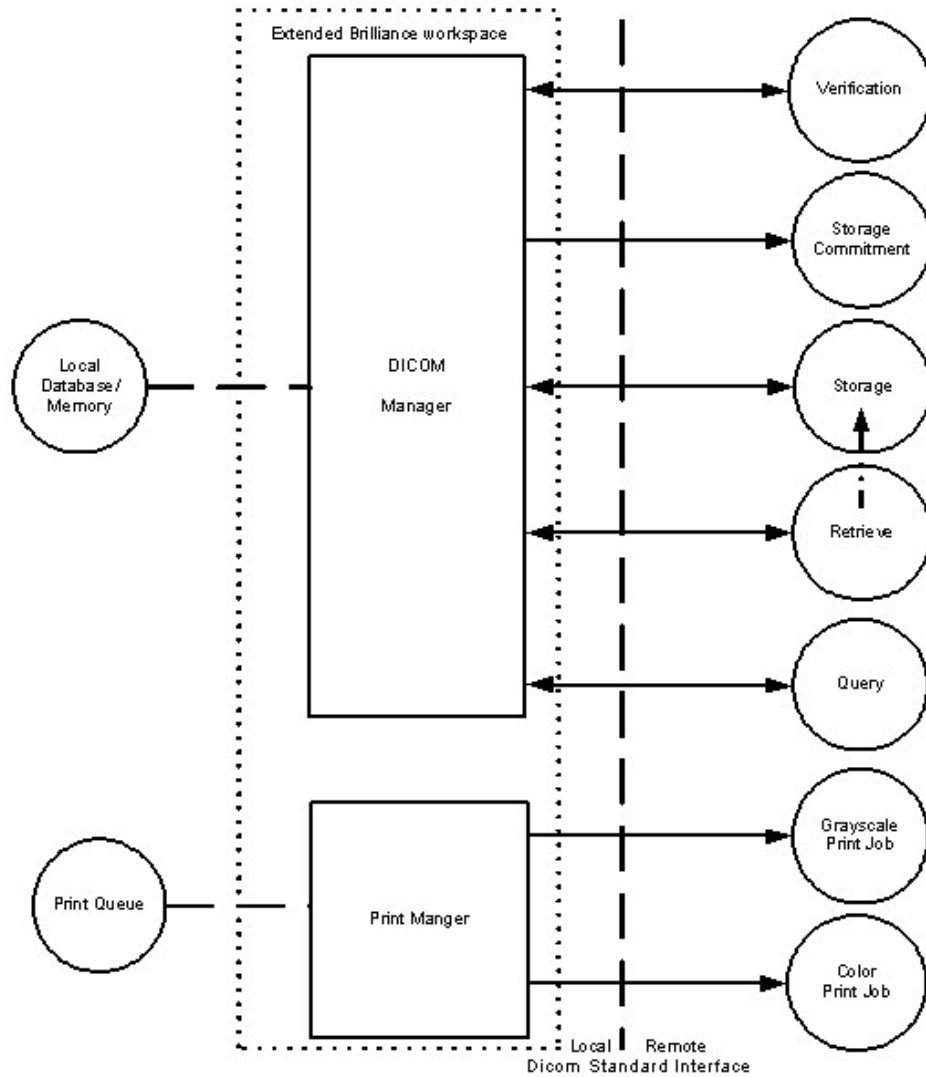 Extended Brilliance workspace
Verification
Storage
Commitment
Local
Database/
Memory
DICOM
Manager
Storage
Retrieve
Query
Grayscale
Print Job
Print Queue
Print Manger
Color
Print Job
Local Remote
Dicom Standard Interface